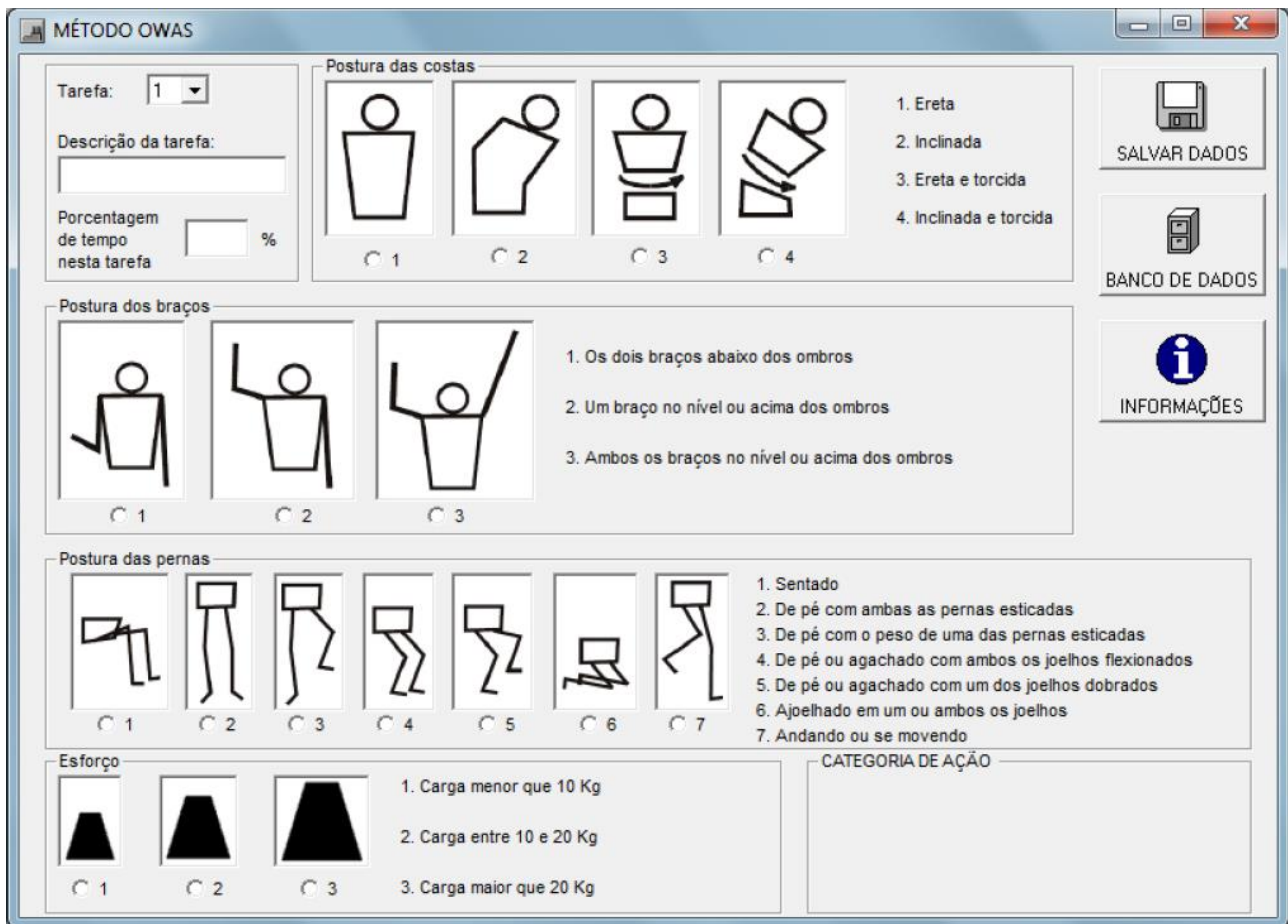 MÉTODO OWAS
Tarefa: 1
Descrição da tarefa:
Porcentagem
de tempo
nesta tarefa
%
Postura das costas
1 2 3 4
1. Ereta
2. Inclinada
3. Ereta e torcida
4. Inclinada e torcida
SALVAR DADOS
BANCO DE DADOS
INFORMAÇÕES
Postura dos braços
1 2 3
1. Os dois braços abaixo dos ombros
2. Um braço no nível ou acima dos ombros
3. Ambos os braços no nível ou acima dos ombros
Postura das pernas
1 2 3 4 5 6 7
1. Sentado
2. De pé com ambas as pernas esticadas
3. De pé com o peso de uma das pernas esticadas
4. De pé ou agachado com ambos os joelhos flexionados
5. De pé ou agachado com um dos joelhos dobrados
6. Ajoelhado em um ou ambos os joelhos
7. Andando ou se movendo
Esforço
1 2 3
1. Carga menor que 10 Kg
2. Carga entre 10 e 20 Kg
3. Carga maior que 20 Kg
CATEGORIA DE AÇÃO